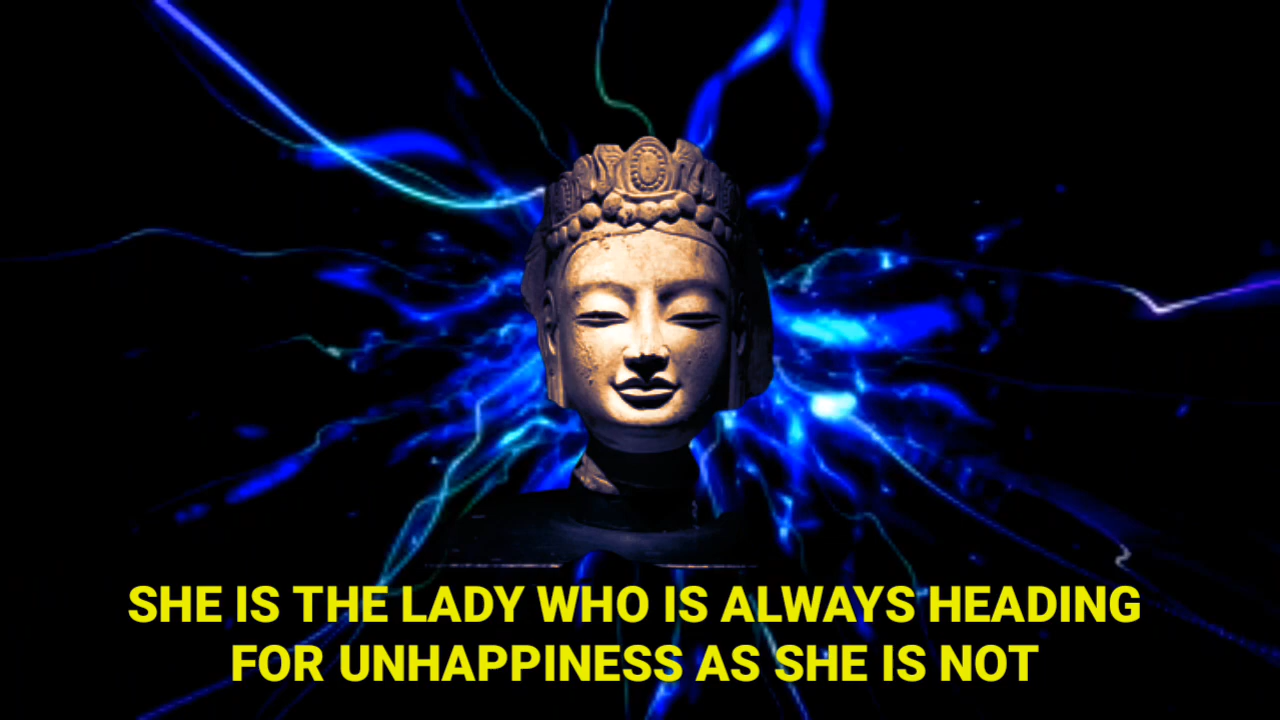 SHE IS THE LADY WHO IS ALWAYS HEADING
FOR UNHAPPINESS AS SHE IS NOT